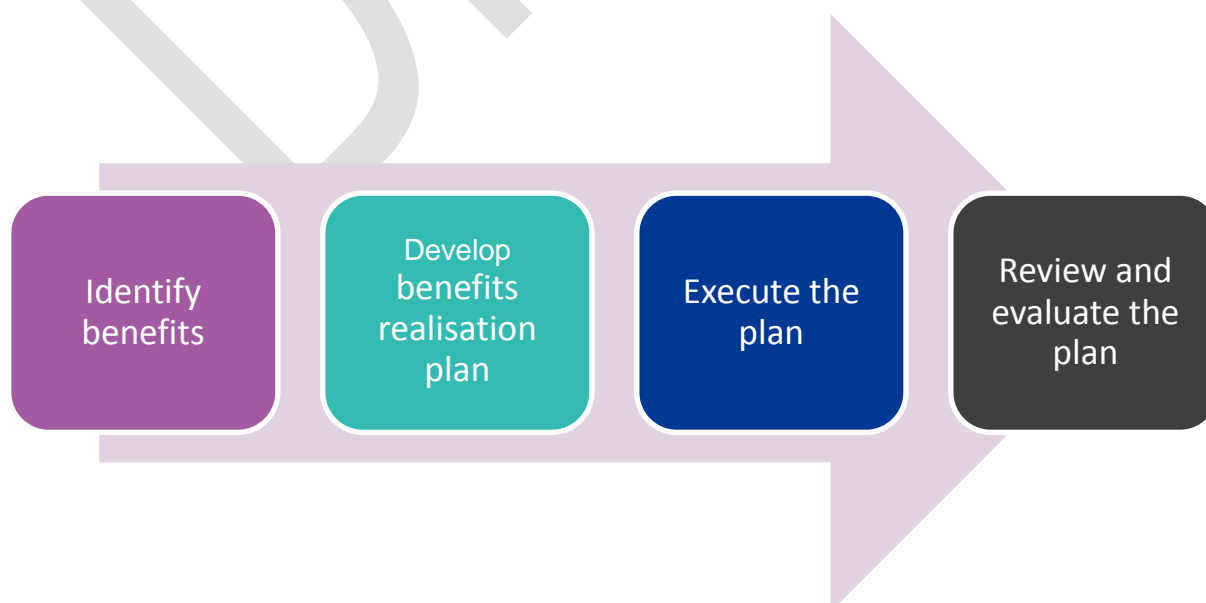 Identify
benefits
Develop
benefits
realisation
plan
Execute the
plan
Review and
evaluate the
plan